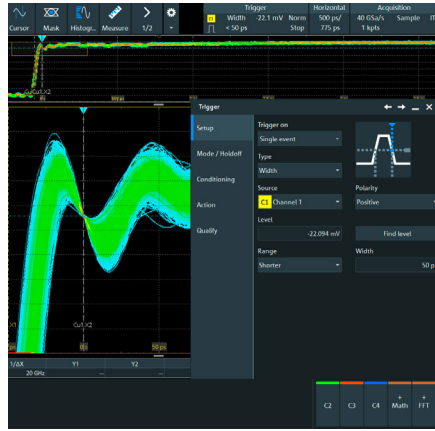 Trigger Horizontal Acquisition
Width -22.1 mV Norm 500 ps/ 40 GSa/s Sample
< 50 ps Stop 775 ps 1 kpts
Cursor Mask Histogr... Measure 1/2
Trigger
Setup
Mode / Holdoff
Conditioning
Action
Qualify
Trigger on
Single event
Type
Width
Source Polarity
C1 Channel 1 Positive
Level
-22.094 mV Find level
Range Width
Shorter 50 p
Cu1.X2
0s 50 ps
1/ΔX Y1 Y2
20 GHz -- --
C2 C3 C4 Math FFT